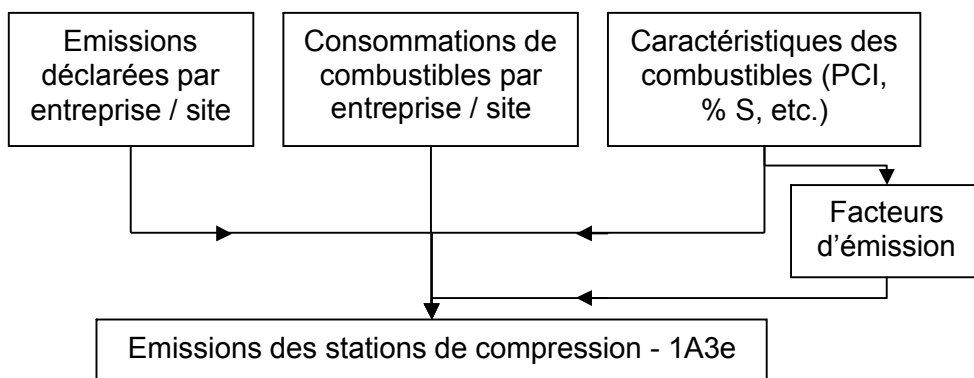 Emissions
déclarées par
entreprise / site
Consommations de
combustibles par
entreprise / site
Caractéristiques des
combustibles (PCI,
% S, etc.)
Facteurs
d’émission
Emissions des stations de compression - 1A3e